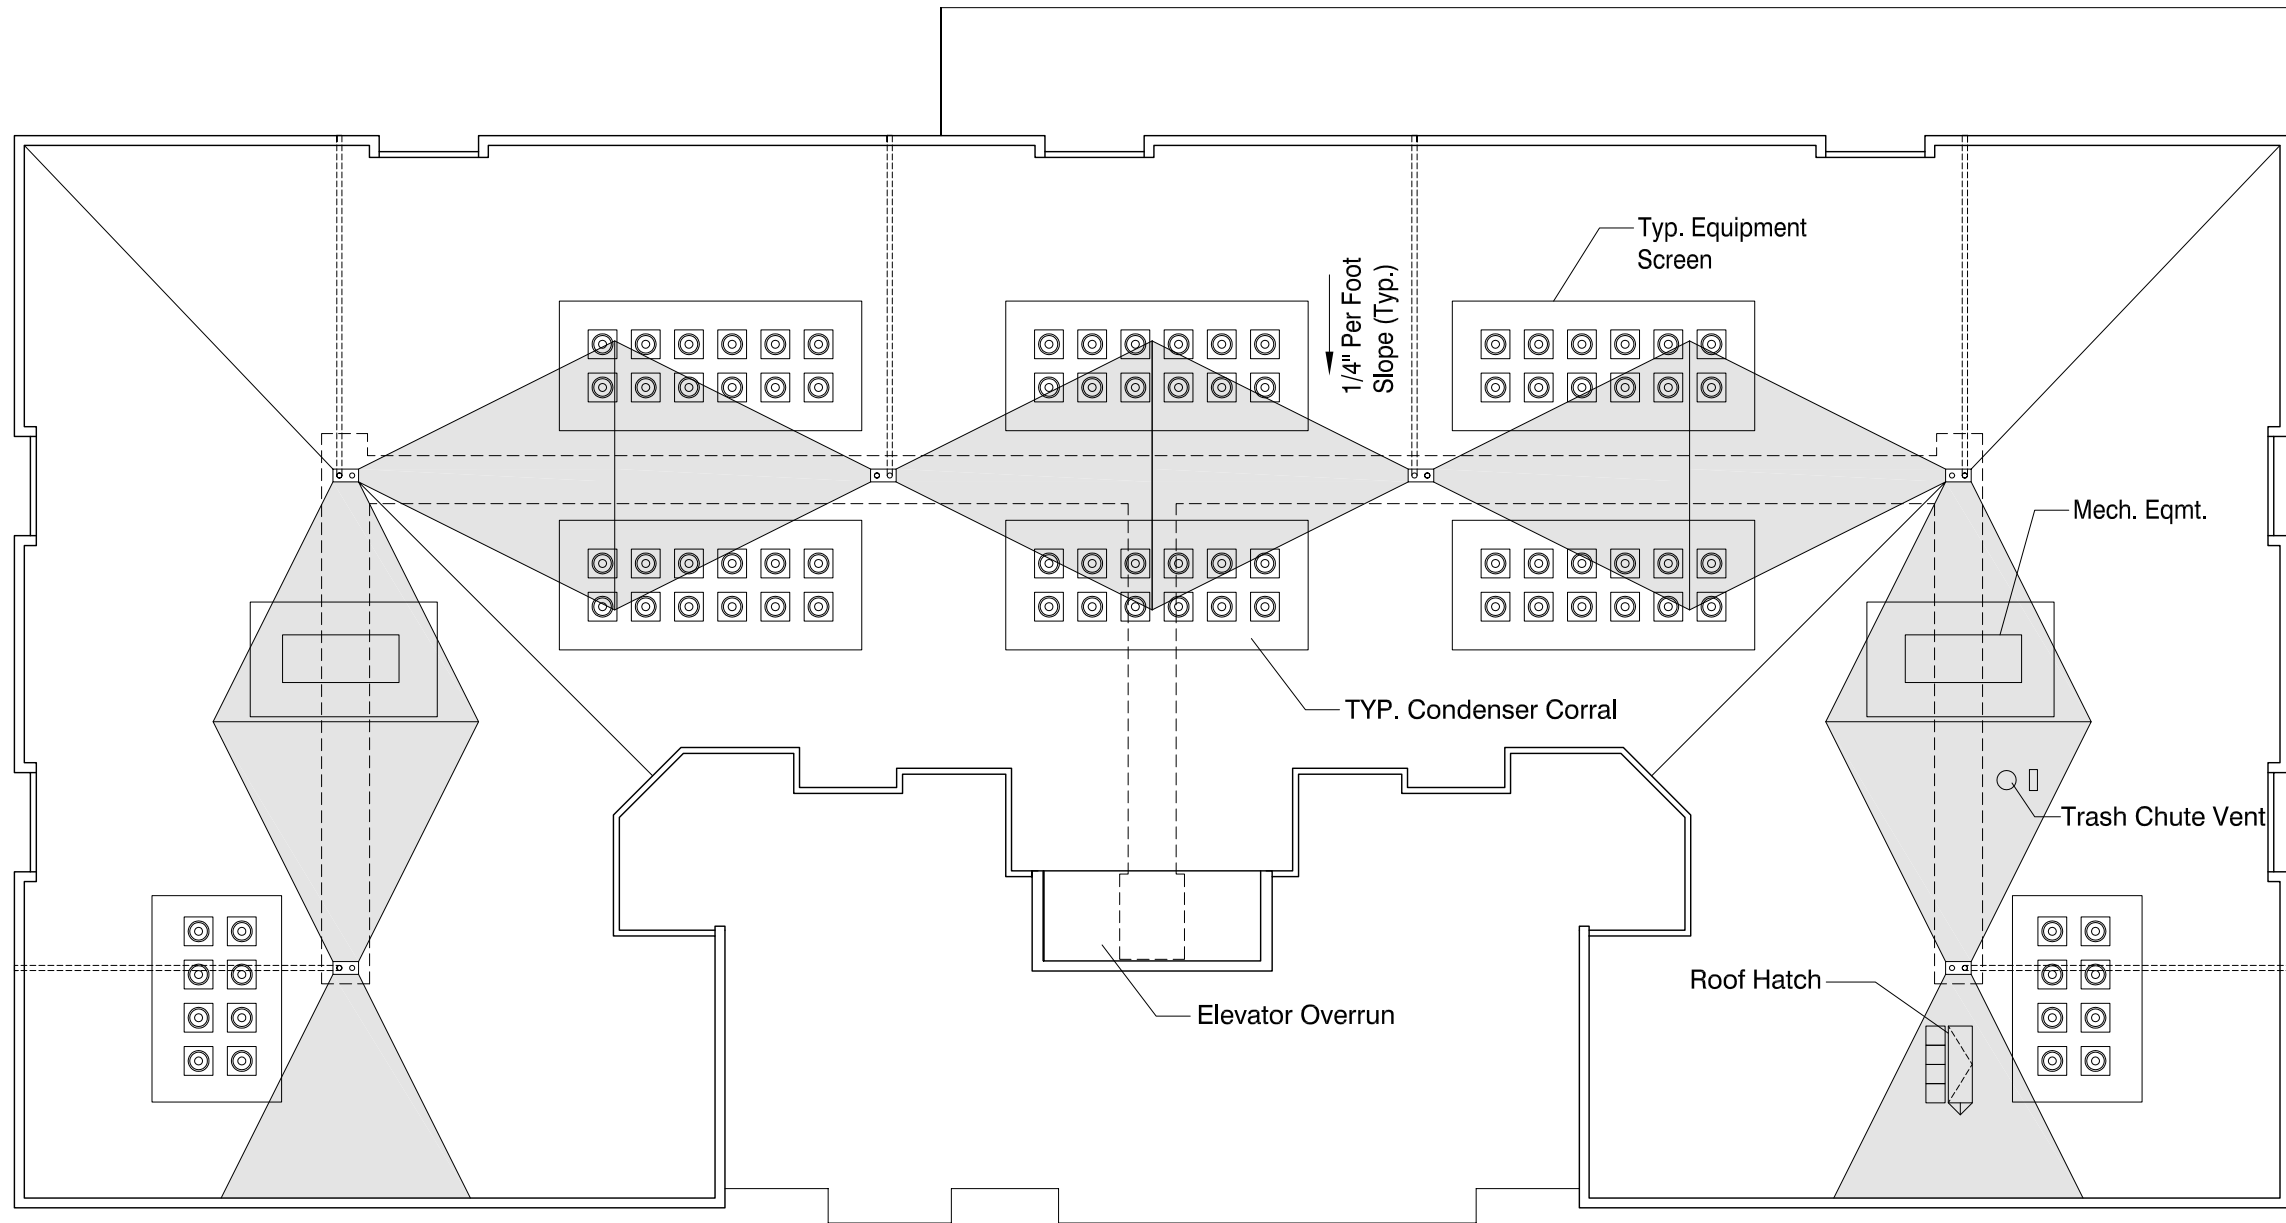 Typ. Equipment
Screen
1/4" Per Foot
Slope (Typ.)
Mech. Eqmt.
TYP. Condenser Corral
Trash Chute Vent
Roof Hatch
Elevator Overrun